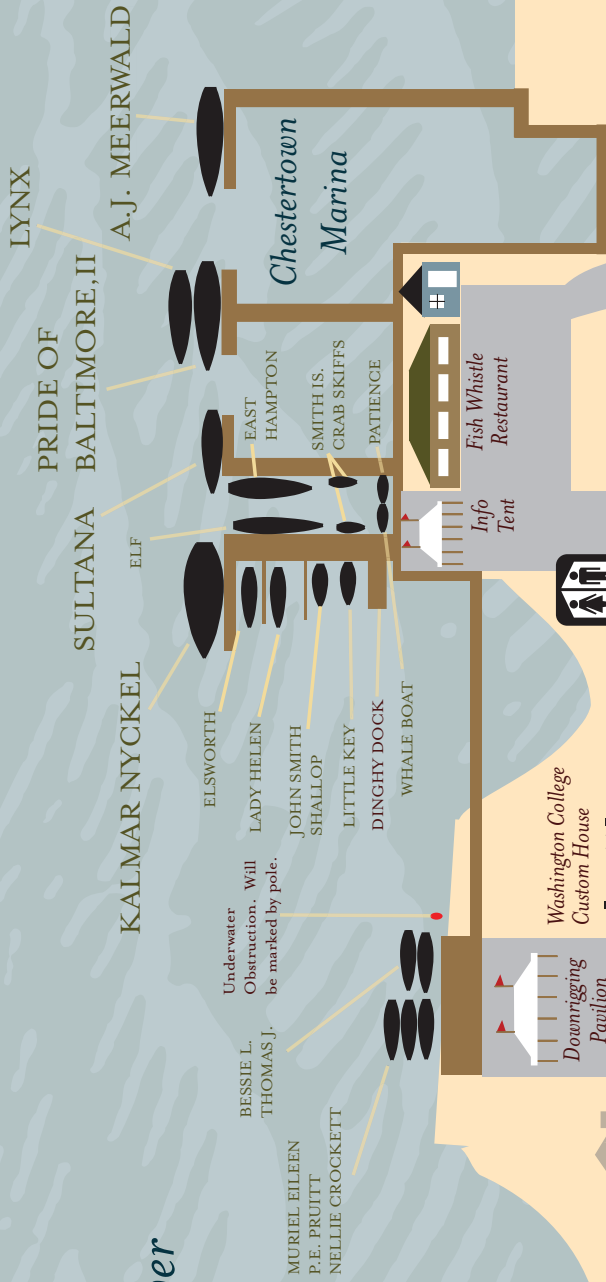 LYNX
A.J. MEERWALD
PRIDE OF
BALTIMORE, II
SULTANA
KALMAR NYCKEL
Chestertown
Marina
EAST
HAMPTON
SMITH IS.
CRAB SKIFFS
PATIENCE
ELF
ELSWORTH
LADY HELEN
JOHN SMITH
SHALLOP
LITTLE KEY
DINGHY DOCK
WHALE BOAT
Fish Whistle
Restaurant
Info
Tent
Underwater
Obstruction. Will
be marked by pole.
Washington College
Custom House
BESSIE L.
THOMAS J.
MURIEL EILEEN
P.E. PRUITT
NELLIE CROCKETT
Downrigging
Pavilion